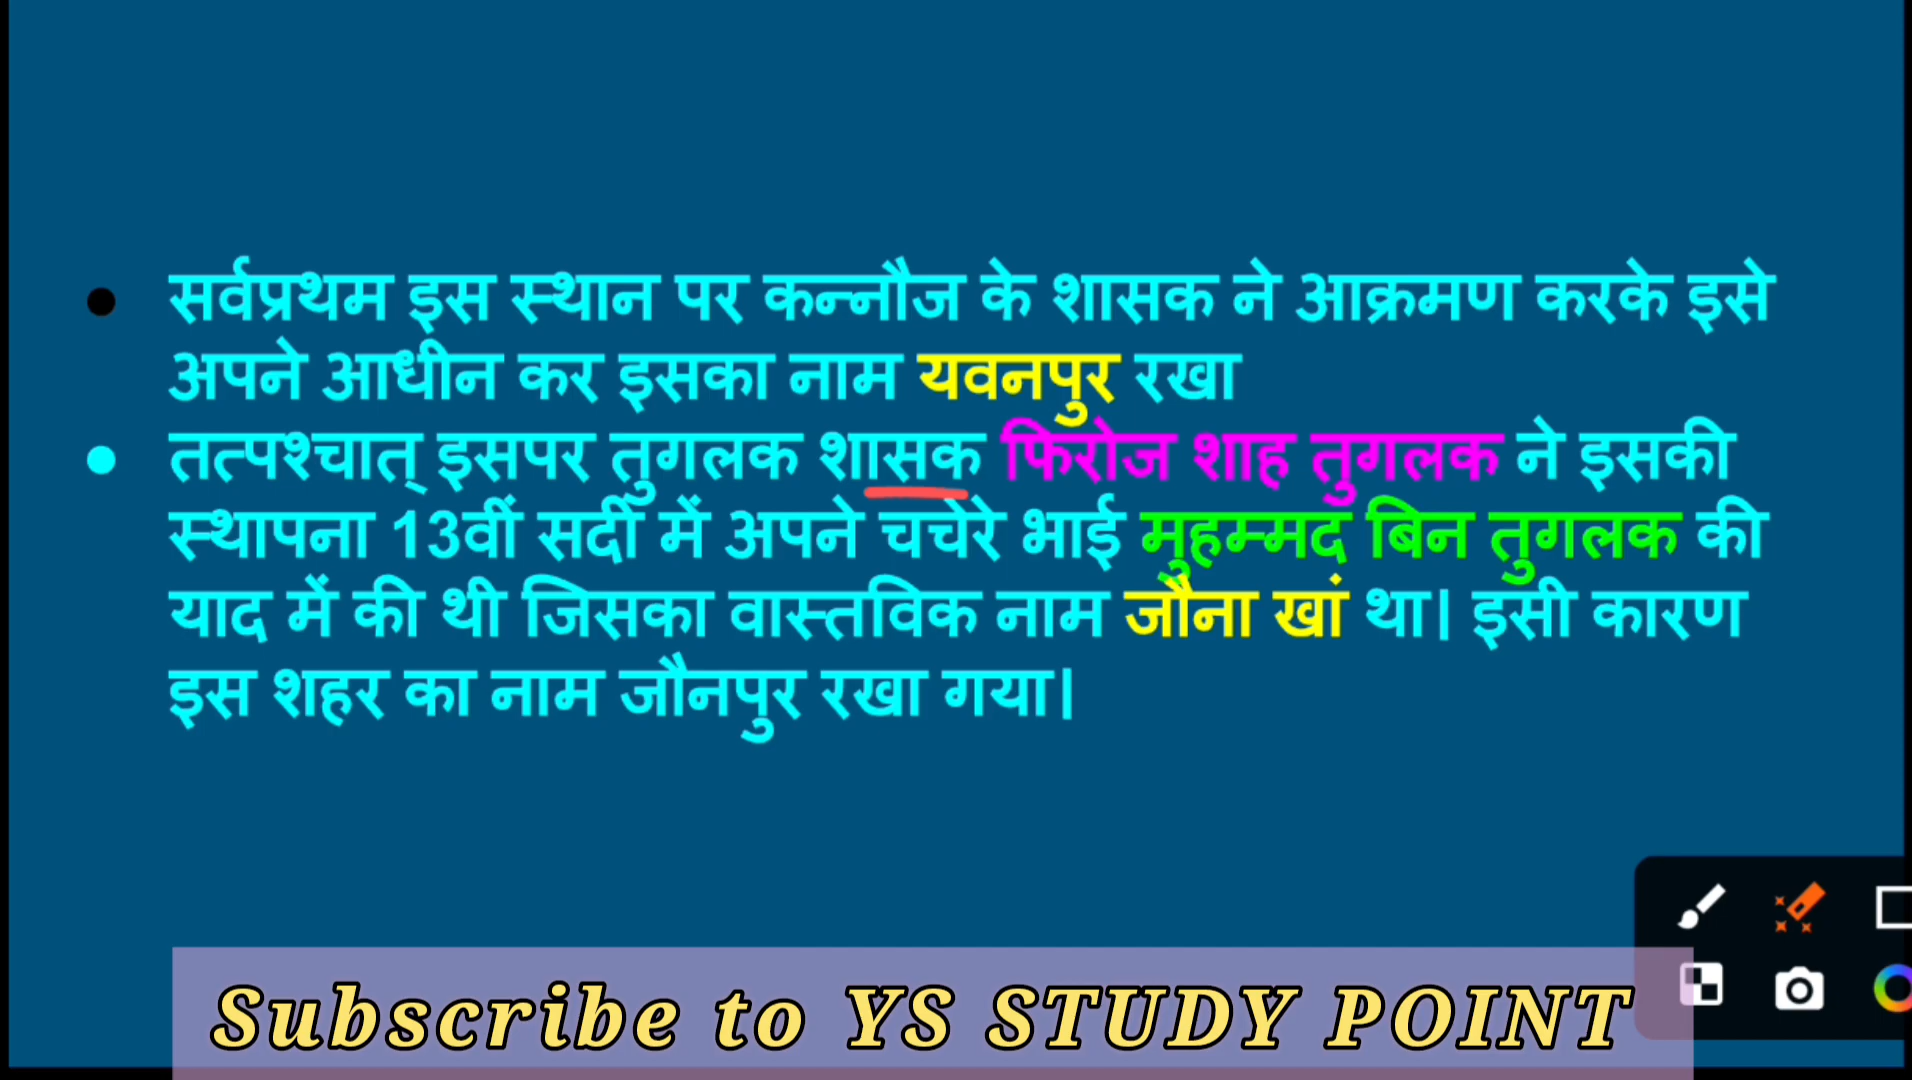 सर्वप्रथम इस स्थान पर कन्नौज के शासक ने आक्रमण करके इसे
अपने आधीन कर इसका नाम यवनपुर रखा
तत्पश्चात् इसपर तुगलक शासक फिरोज शाह तुगलक ने इसकी
स्थापना 13वीं सदी में अपने चचेरे भाई मुहम्मद बिन तुगलक की
याद में की थी जिसका वास्तविक नाम जौना खां था। इसी कारण
इस शहर का नाम जौनपुर रखा गया।
Subscribe to YS STUDY POINT